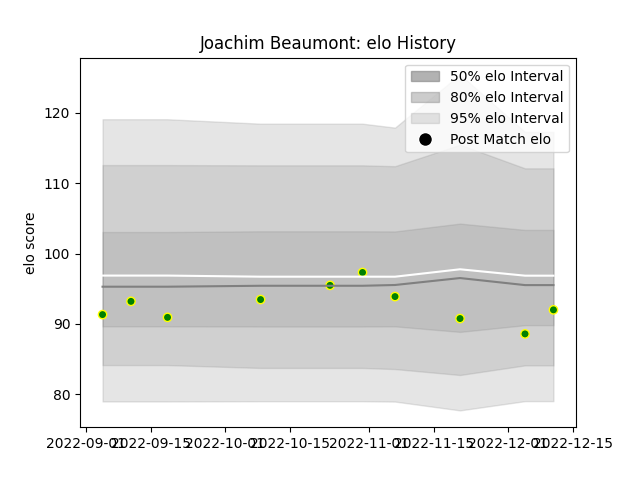 Joachim Beaumont: elo History
50% elo Interval
80% elo Interval
95% elo Interval
Post Match elo
elo score
120
110
100
90
80
2022-09-01 2022-09-15 2022-10-01 2022-10-15 2022-11-01 2022-11-15 2022-12-01 2022-12-15